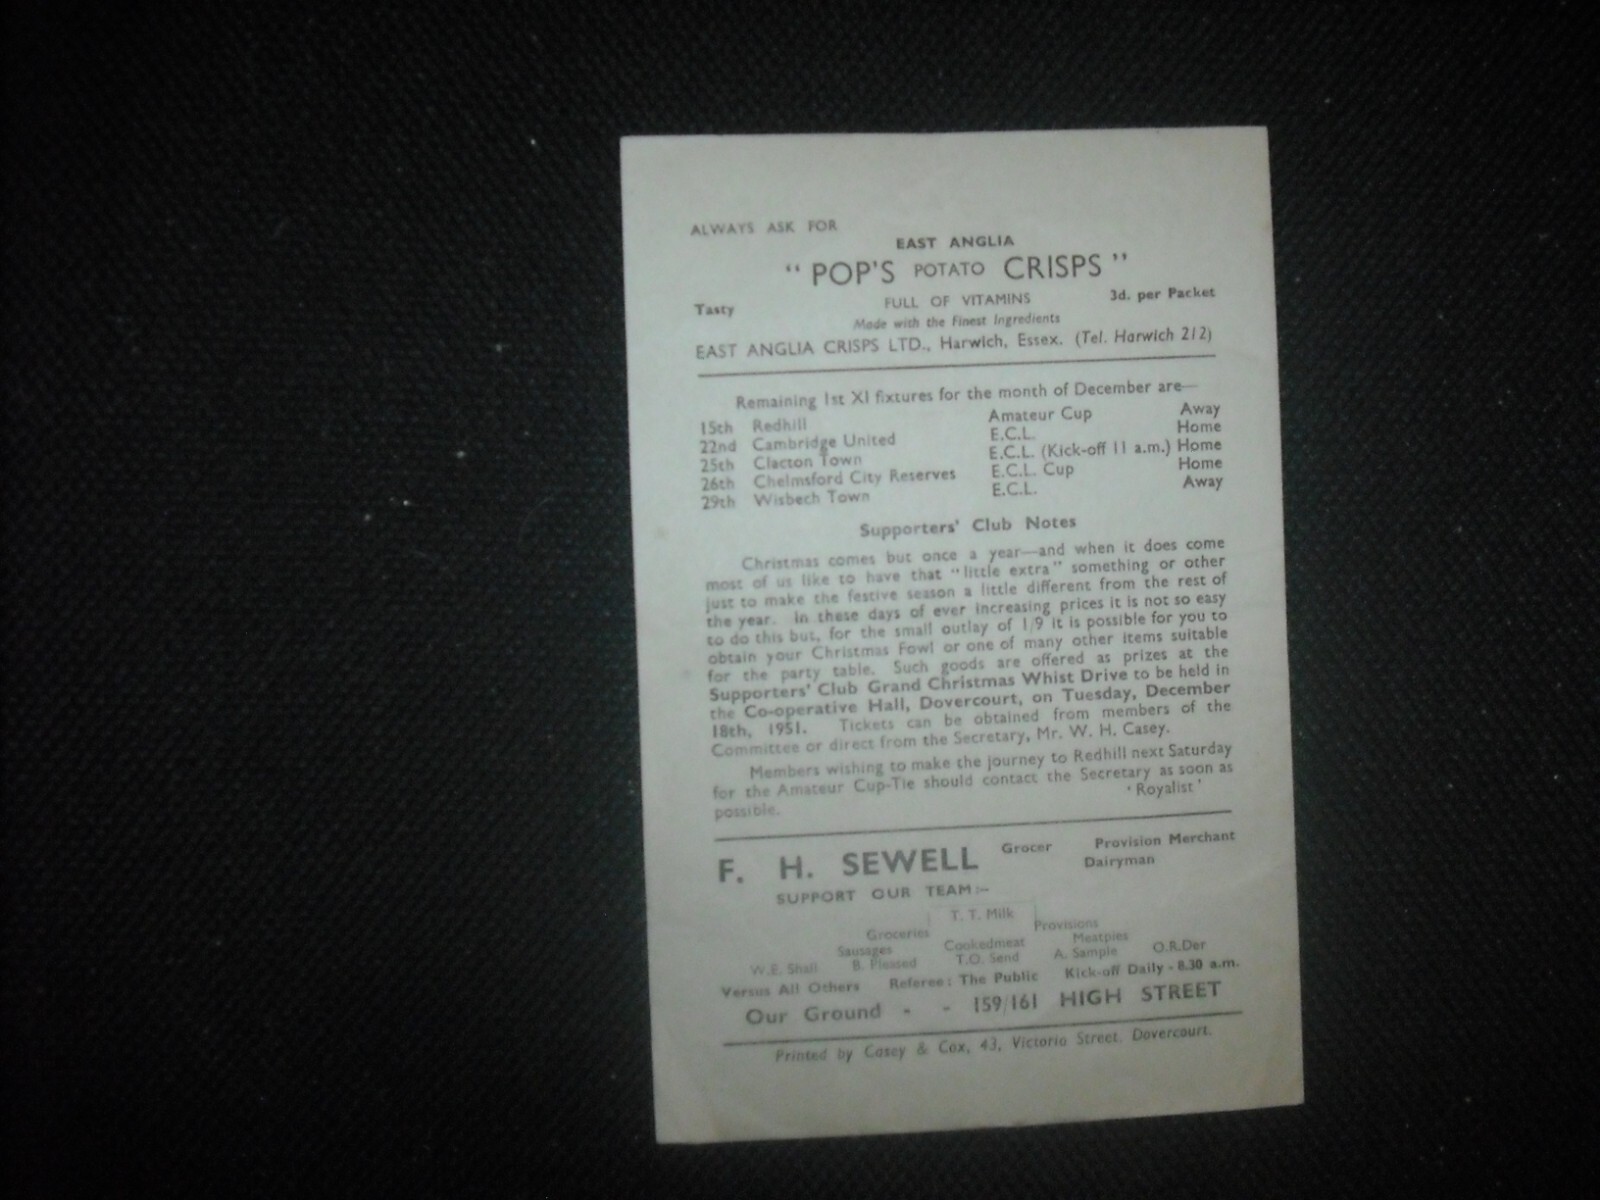 ALWAYS ASK FOR
EAST ANGLIA
"POP'S POTATO CRISPS"
Tasty FULL OF VITAMINS 3d. per Packet
Made with the Finest Ingredients
EAST ANGLIA CRISPS LTD., Harwich, Essex. (Tel. Harwich 212)
Remaining 1st XI fixtures for the month of December are—
15th Redhill Amateur Cup Away
22nd Cambridge United E.C.L. Home
25th Clacton Town E.C.L. (Kick-off 11 a.m.) Home
26th Chelmsford City Reserves E.C.L. Cup Home
29th Wisbech Town E.C.L. Away
Supporters' Club Notes
Christmas comes but once a year—and when it does come
most of us like to have that "little extra" something or other
just to make the festive season a little different from the rest of
the year. In these days of ever increasing prices it is not so easy
to do this but, for the small outlay of 1/9 it is possible for you to
obtain your Christmas Fowl or one of many other items suitable
for the party table. Such goods are offered as prizes at the
Supporters' Club Grand Christmas Whist Drive to be held in
the Co-operative Hall, Dovercourt, on Tuesday, December
18th, 1951. Tickets can be obtained from members of the
Committee or direct from the Secretary, Mr. W. H. Casey.
Members wishing to make the journey to Redhill next Saturday
for the Amateur Cup-Tie should contact the Secretary as soon as
possible. 'Royalist'
F. H. SEWELL Grocer Provision Merchant
Dairyman
SUPPORT OUR TEAM:-
T. T. Milk
Groceries Provisions
Sausages Cookedmeat Meatpies
W.E. Shall B. Pleased T.O. Send A. Sample O.R.Der
Versus All Others Referee: The Public Kick-off Daily - 8.30 a.m.
Our Ground - - 159/161 HIGH STREET
Printed by Casey & Cox, 43, Victoria Street, Dovercourt.